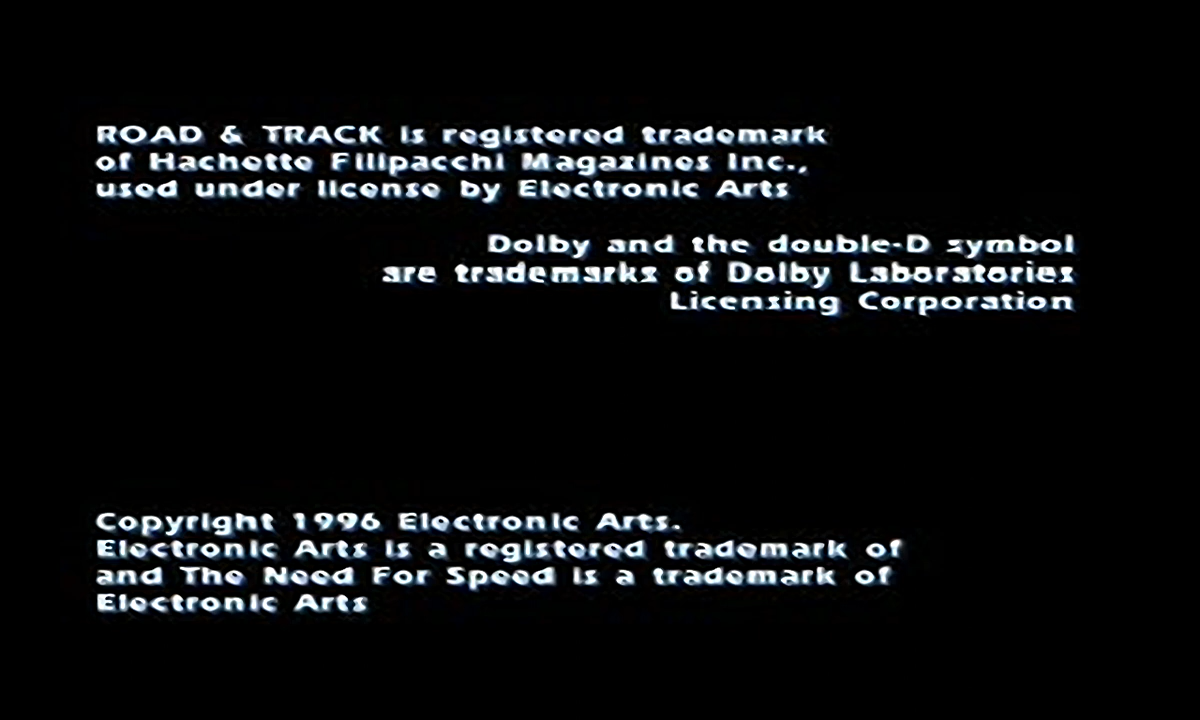 ROAD & TRACK is registered trademark
of Hachette Filipacchi Magazines Inc.,
used under license by Electronic Arts
Dolby and the double-D symbol
are trademarks of Dolby Laboratories
Licensing Corporation
Copyright 1996 Electronic Arts.
Electronic Arts is a registered trademark of
and The Need For Speed is a trademark of
Electronic Arts